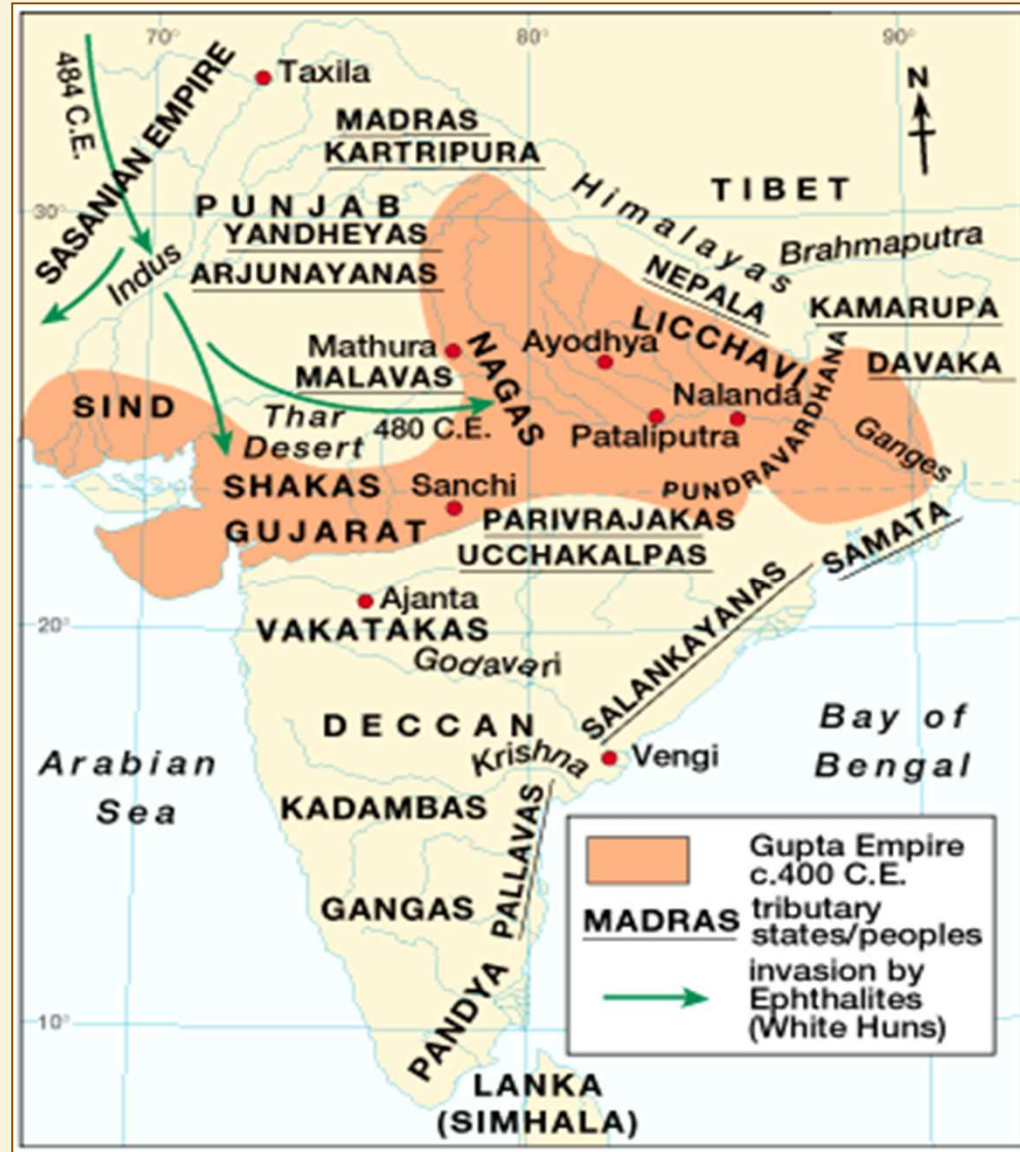 70°
80°
90°
484 C.E.
SASANIAN EMPIRE
Taxila
N
MADRAS
KARTRIPURA
Himalayas
TIBET
30°
PUNJAB
YANDHEYAS
ARJUNAYANAS
Indus
Brahmaputra
NEPALA
KAMARUPA
LICCHAVI
DAVAKA
Mathura
MALAVAS
NAGAS
Ayodhya
Nalanda
Pataliputra
PUNDRAVARDHANA
Ganges
SIND
Thar
Desert
480 C.E.
SHAKAS
Sanchi
GUJARAT
PARIVRAJAKAS
UCCHAKALPAS
SAMATA
20°
Ajanta
VAKATAKAS
Godavari
SALANKAYANAS
DECCAN
Krishna
Vengi
Arabian
Sea
Bay of
Bengal
KADAMBAS
PALLAVAS
GANGAS
PANDYA
10°
LANKA
(SIMHALA)
Gupta Empire
c.400 C.E.
MADRAS tributary
states/peoples
invasion by
Ephthalites
(White Huns)